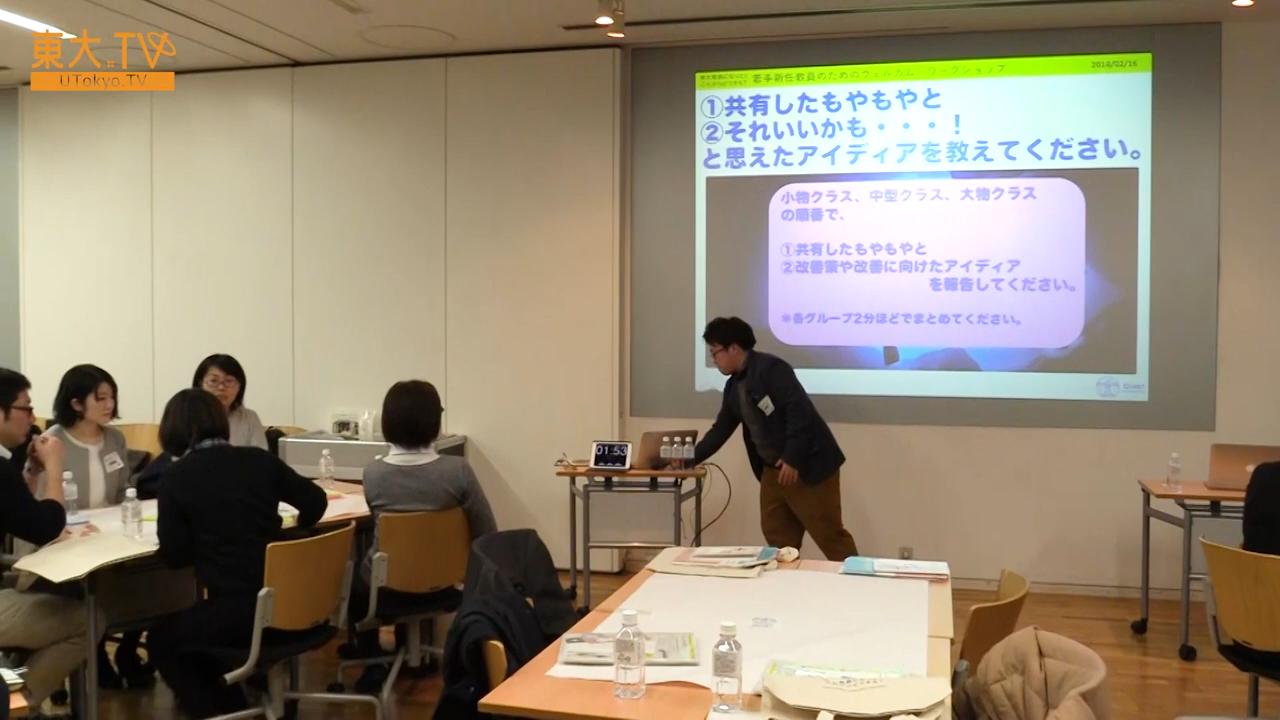 東大TV
UTokyo.TV
若手新任教員のためのウェルカム・ワークショップ
2018/02/16
①共有したもやもやと
②それいいかも・・・！
と思えたアイディアを教えてください。
小物クラス、中型クラス、大物クラス
の順番で、
①共有したもやもやと
②改善策や改善に向けたアイディア
を報告してください。
＊各グループ2分ほどでまとめてください。
01:53